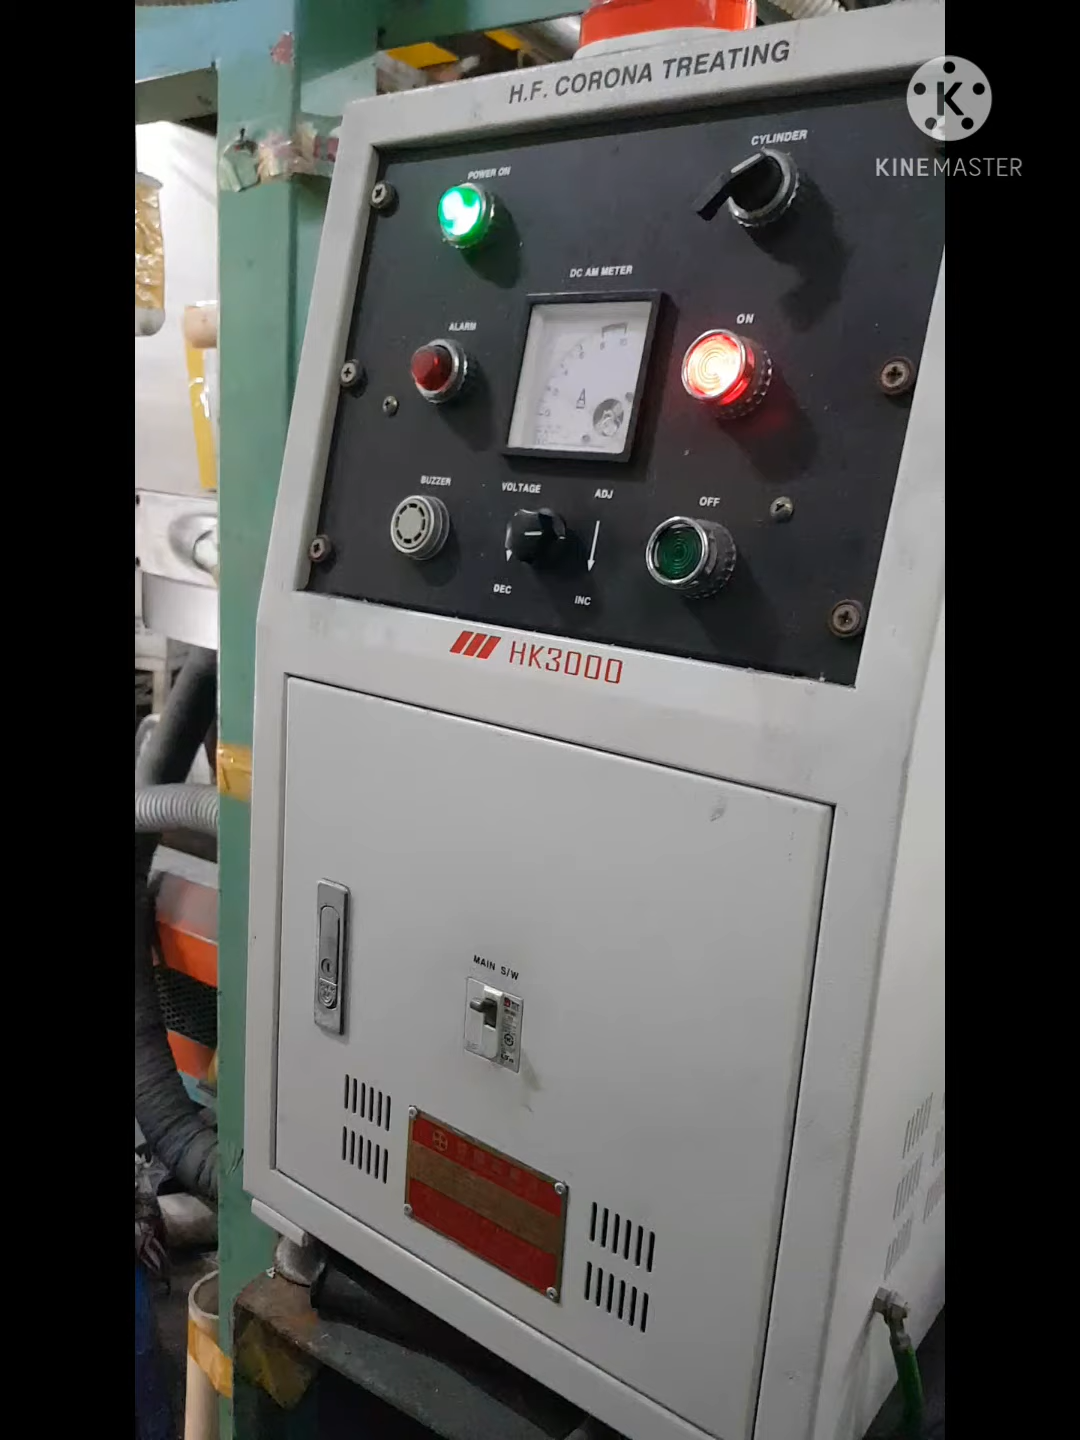 H.F. CORONA TREATING
KINEMASTER
CYLINDER
POWER ON
DC AM METER
ALARM
ON
A
BUZZER
VOLTAGE
ADJ
OFF
DEC
INC
HK3000
MAIN S/W